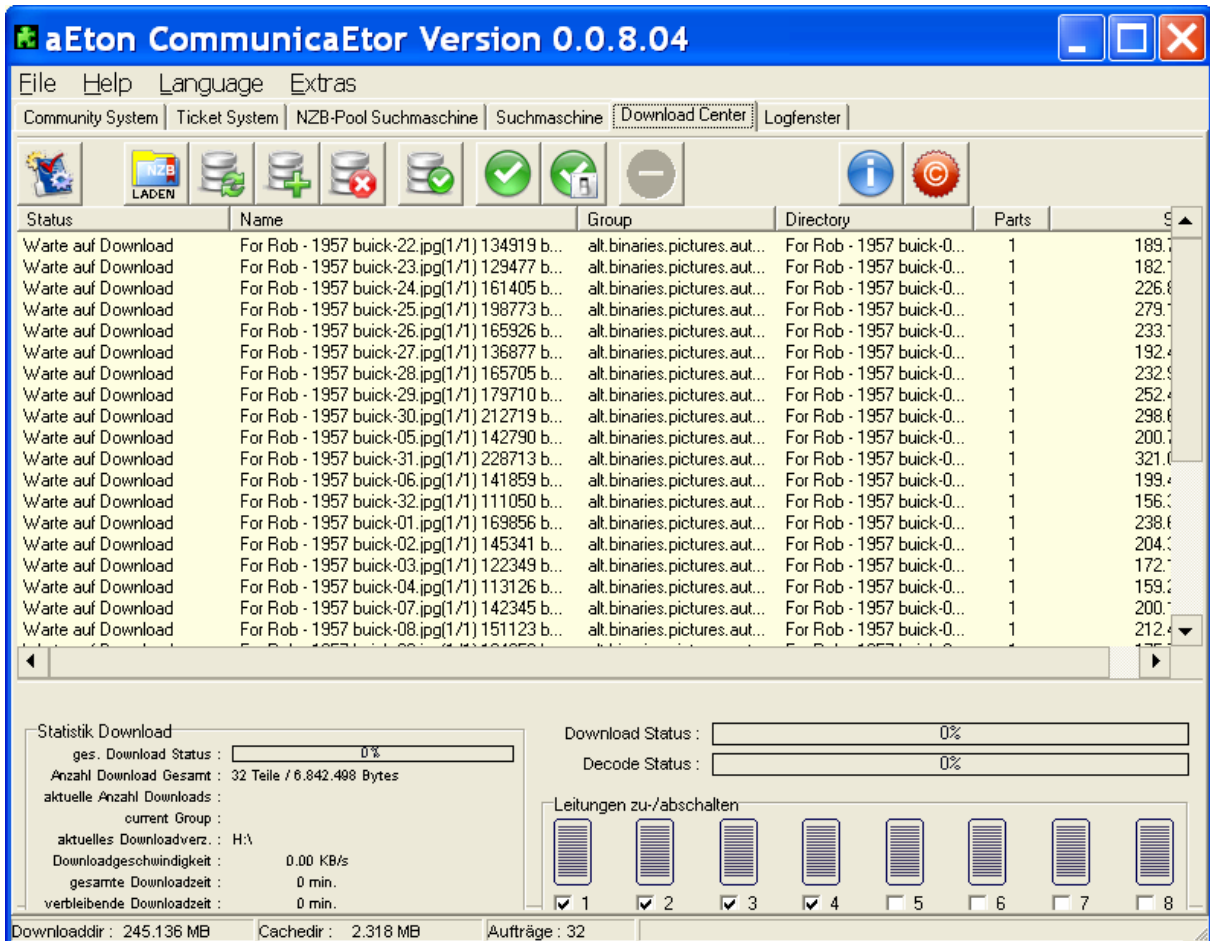 aEton CommunicaEtor Version 0.0.8.04
File Help Language Extras
Community System Ticket System NZB-Pool Suchmaschine Suchmaschine Download Center Logfenster
NZB
LADEN
Status Name Group Directory Parts S
Warte auf Download For Rob - 1957 buick-22.jpg(1/1) 134919 b... alt.binaries.pictures.aut... For Rob - 1957 buick-0... 1 189.
Warte auf Download For Rob - 1957 buick-23.jpg(1/1) 129477 b... alt.binaries.pictures.aut... For Rob - 1957 buick-0... 1 182.
Warte auf Download For Rob - 1957 buick-24.jpg(1/1) 161405 b... alt.binaries.pictures.aut... For Rob - 1957 buick-0... 1 226.
Warte auf Download For Rob - 1957 buick-25.jpg(1/1) 198773 b... alt.binaries.pictures.aut... For Rob - 1957 buick-0... 1 279.
Warte auf Download For Rob - 1957 buick-26.jpg(1/1) 165926 b... alt.binaries.pictures.aut... For Rob - 1957 buick-0... 1 233.
Warte auf Download For Rob - 1957 buick-27.jpg(1/1) 136877 b... alt.binaries.pictures.aut... For Rob - 1957 buick-0... 1 192.
Warte auf Download For Rob - 1957 buick-28.jpg(1/1) 165705 b... alt.binaries.pictures.aut... For Rob - 1957 buick-0... 1 232.
Warte auf Download For Rob - 1957 buick-29.jpg(1/1) 179710 b... alt.binaries.pictures.aut... For Rob - 1957 buick-0... 1 252.
Warte auf Download For Rob - 1957 buick-30.jpg(1/1) 212719 b... alt.binaries.pictures.aut... For Rob - 1957 buick-0... 1 298.
Warte auf Download For Rob - 1957 buick-05.jpg(1/1) 142790 b... alt.binaries.pictures.aut... For Rob - 1957 buick-0... 1 200.
Warte auf Download For Rob - 1957 buick-31.jpg(1/1) 228713 b... alt.binaries.pictures.aut... For Rob - 1957 buick-0... 1 321.
Warte auf Download For Rob - 1957 buick-06.jpg(1/1) 141859 b... alt.binaries.pictures.aut... For Rob - 1957 buick-0... 1 199.
Warte auf Download For Rob - 1957 buick-32.jpg(1/1) 111050 b... alt.binaries.pictures.aut... For Rob - 1957 buick-0... 1 156.
Warte auf Download For Rob - 1957 buick-01.jpg(1/1) 169856 b... alt.binaries.pictures.aut... For Rob - 1957 buick-0... 1 238.
Warte auf Download For Rob - 1957 buick-02.jpg(1/1) 145341 b... alt.binaries.pictures.aut... For Rob - 1957 buick-0... 1 204.
Warte auf Download For Rob - 1957 buick-03.jpg(1/1) 122349 b... alt.binaries.pictures.aut... For Rob - 1957 buick-0... 1 172.
Warte auf Download For Rob - 1957 buick-04.jpg(1/1) 113126 b... alt.binaries.pictures.aut... For Rob - 1957 buick-0... 1 159.
Warte auf Download For Rob - 1957 buick-07.jpg(1/1) 142345 b... alt.binaries.pictures.aut... For Rob - 1957 buick-0... 1 200.
Warte auf Download For Rob - 1957 buick-08.jpg(1/1) 151123 b... alt.binaries.pictures.aut... For Rob - 1957 buick-0... 1 212.
Statistik Download
ges. Download Status : 0%
Anzahl Download Gesamt : 32 Teile / 6.842.498 Bytes
aktuelle Anzahl Downloads :
current Group :
aktuelles Downloadverz. : H:\
Downloadgeschwindigkeit : 0.00 KB/s
gesamte Downloadzeit : 0 min.
verbleibende Downloadzeit : 0 min.
Download Status : 0%
Decode Status : 0%
Leitungen zu-/abschalten
1 2 3 4 5 6 7 8
Downloaddir : 245.136 MB Cachedir : 2.318 MB Aufträge : 32